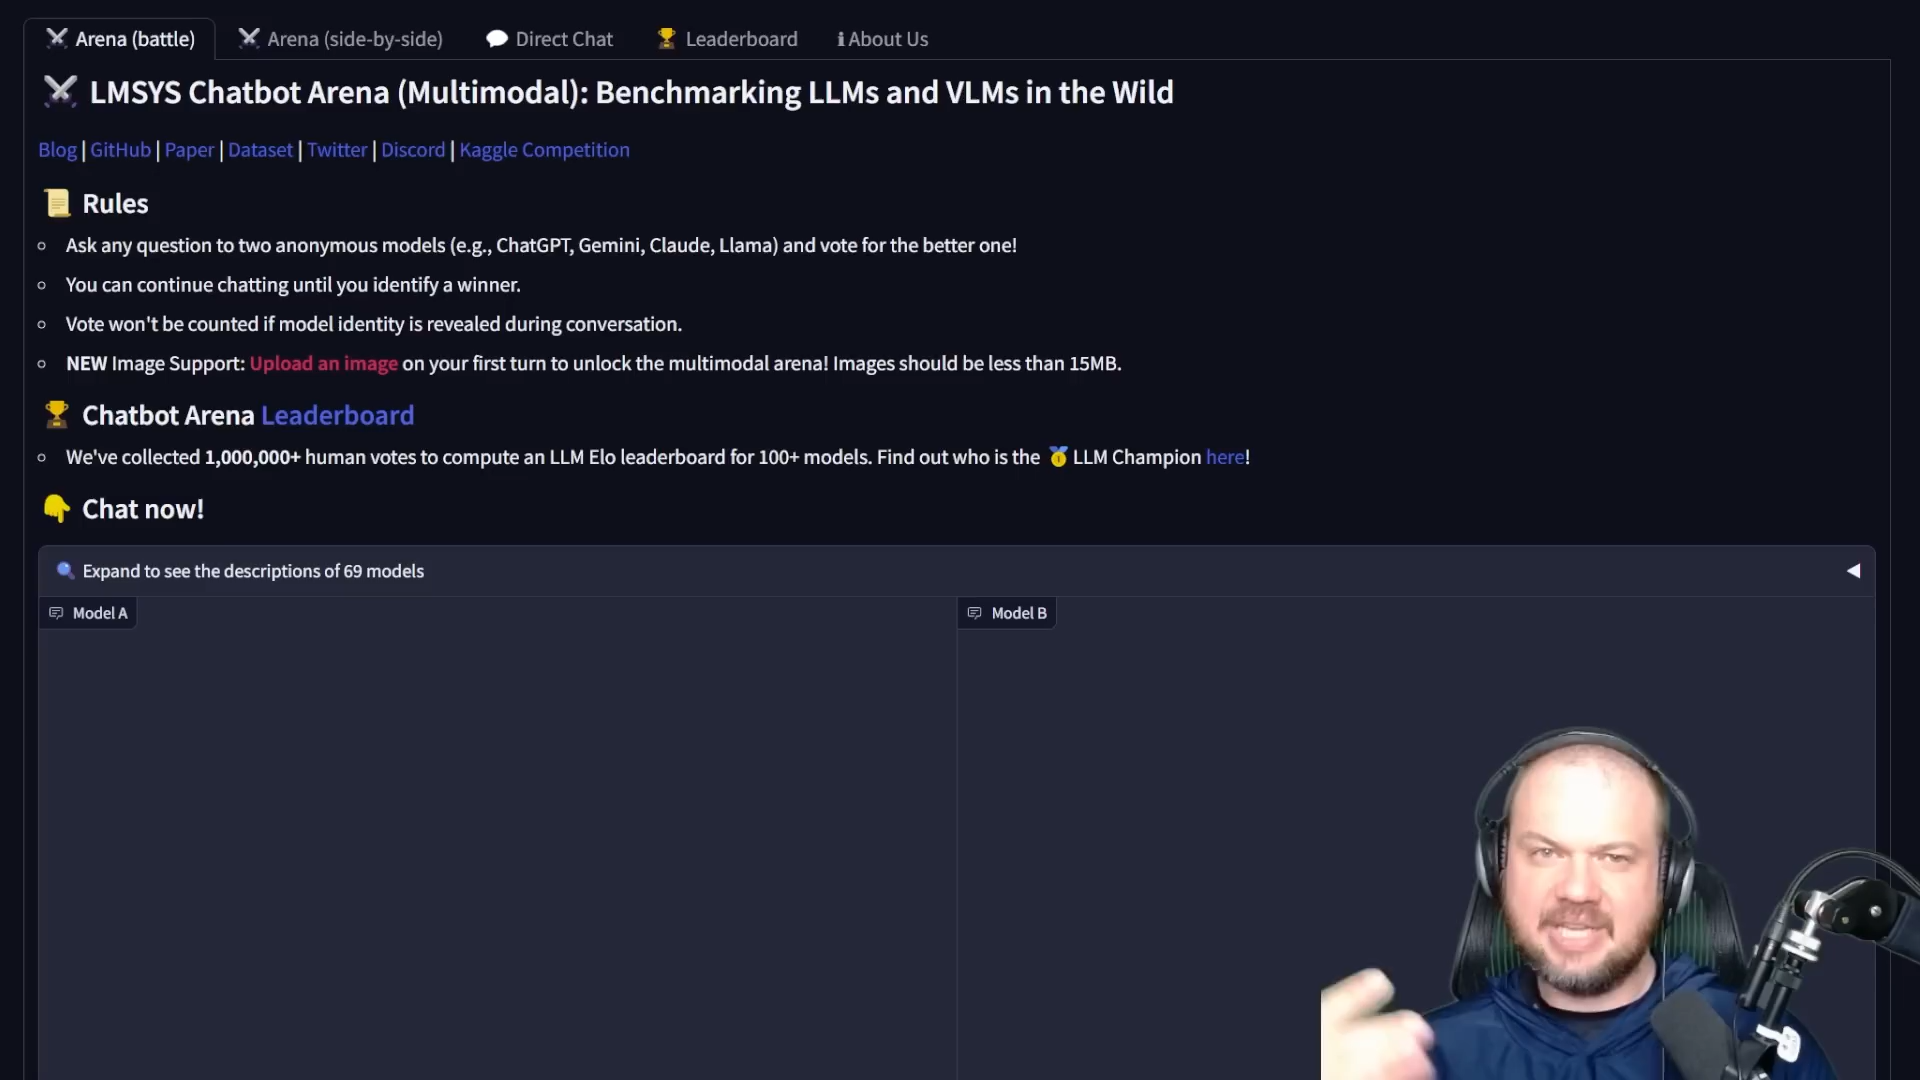 Arena (battle) Arena (side-by-side) Direct Chat Leaderboard About Us
LMSYS Chatbot Arena (Multimodal): Benchmarking LLMs and VLMs in the Wild
Blog | GitHub | Paper | Dataset | Twitter | Discord | Kaggle Competition
Rules
Ask any question to two anonymous models (e.g., ChatGPT, Gemini, Claude, Llama) and vote for the better one!
You can continue chatting until you identify a winner.
Vote won't be counted if model identity is revealed during conversation.
NEW Image Support: Upload an image on your first turn to unlock the multimodal arena! Images should be less than 15MB.
Chatbot Arena Leaderboard
We've collected 1,000,000+ human votes to compute an LLM Elo leaderboard for 100+ models. Find out who is the LLM Champion here!
Chat now!
Expand to see the descriptions of 69 models
Model A Model B